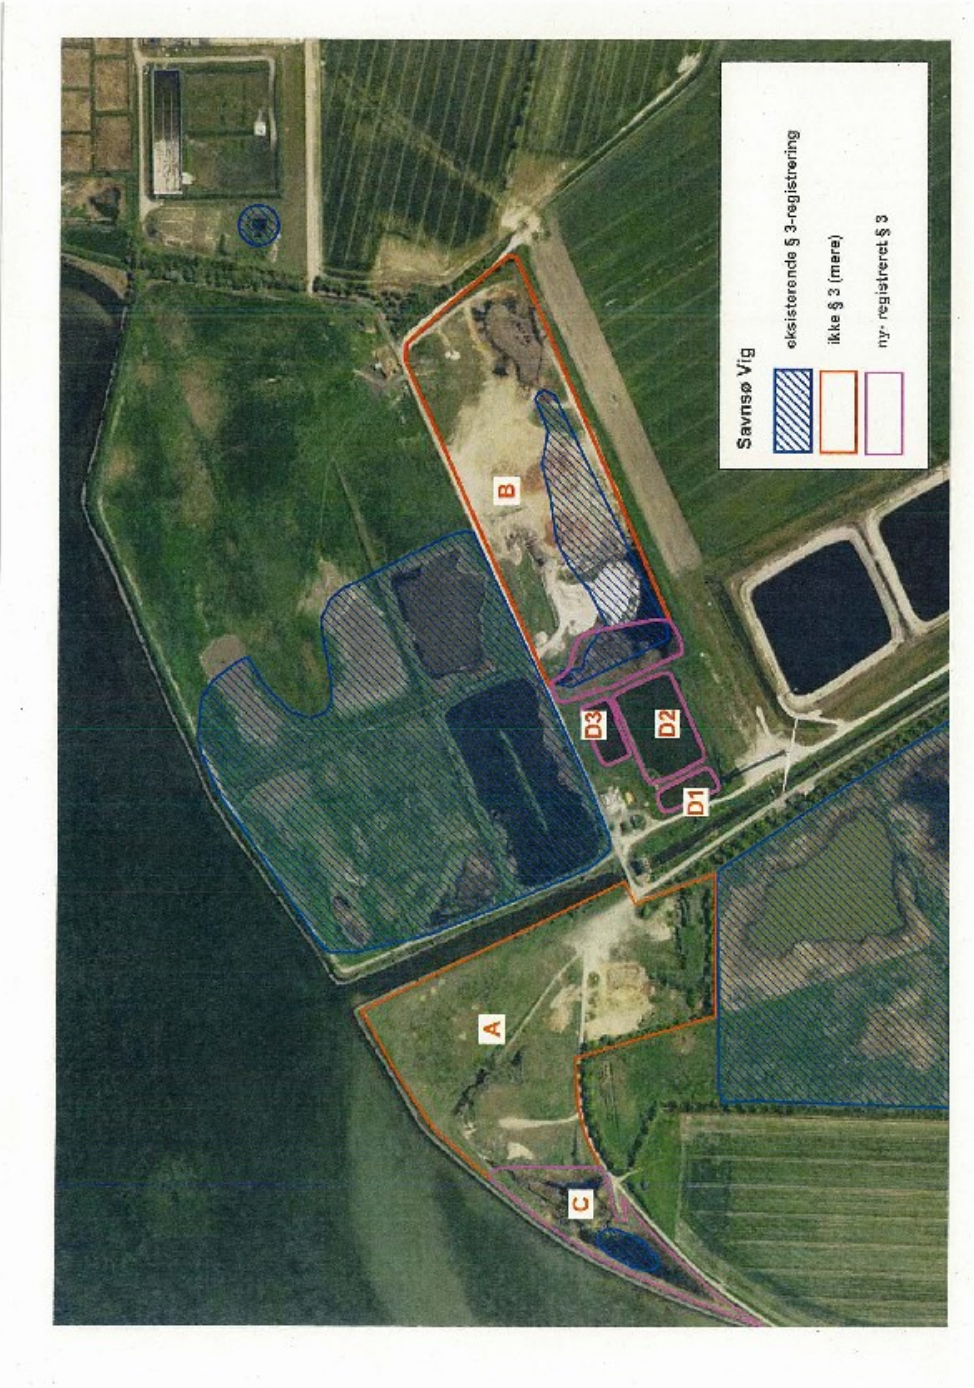 Savnsø Vig
eksisterende § 3-registrering
ikke § 3 (mere)
ny- registreret § 3
B
D3
D2
D1
A
C